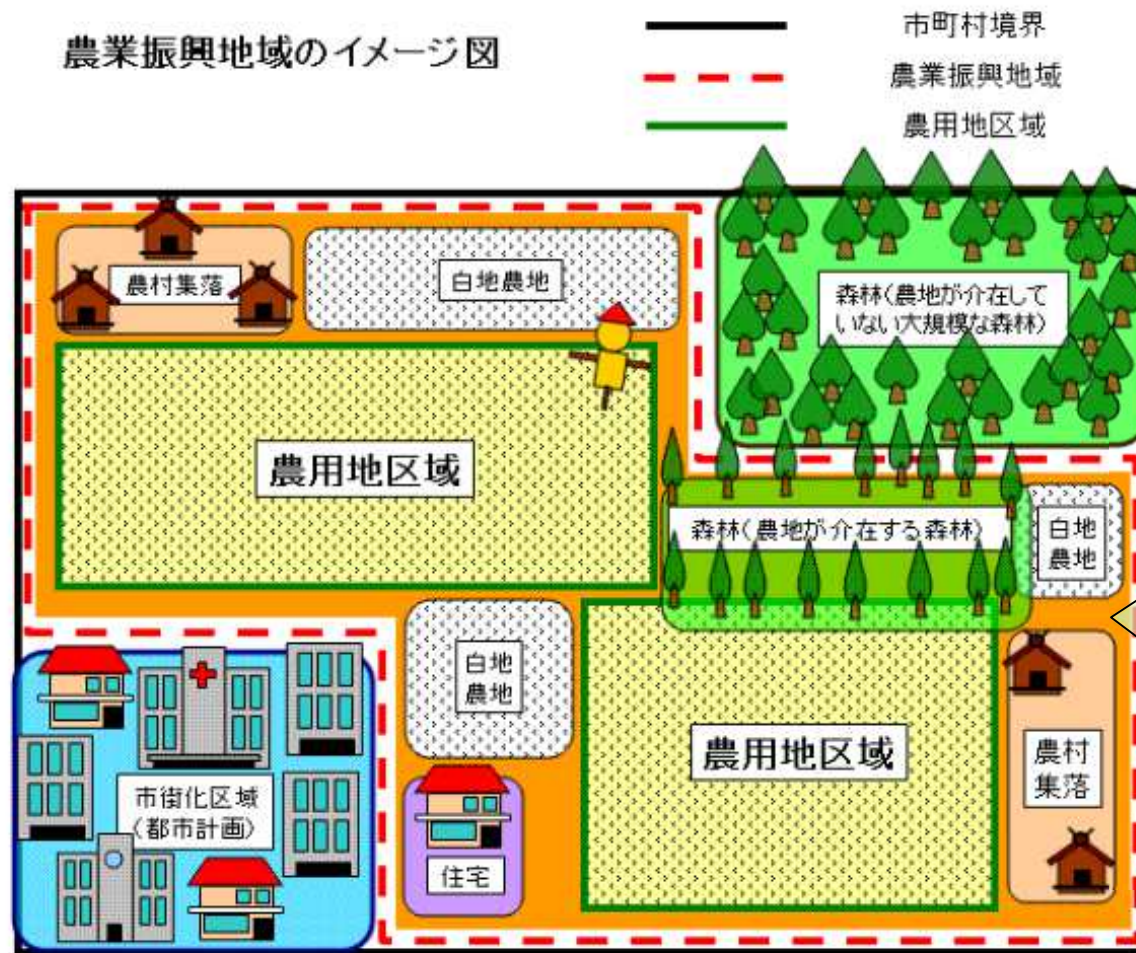 農業振興地域のイメージ図
市町村境界
農業振興地域
農用地区域
農村集落
白地農地
森林(農地が介在して
いない大規模な森林)
農用地区域
森林(農地が介在する森林)
白地
農地
白地
農地
農用地区域
農村
集落
市街化区域
(都市計画)
住宅